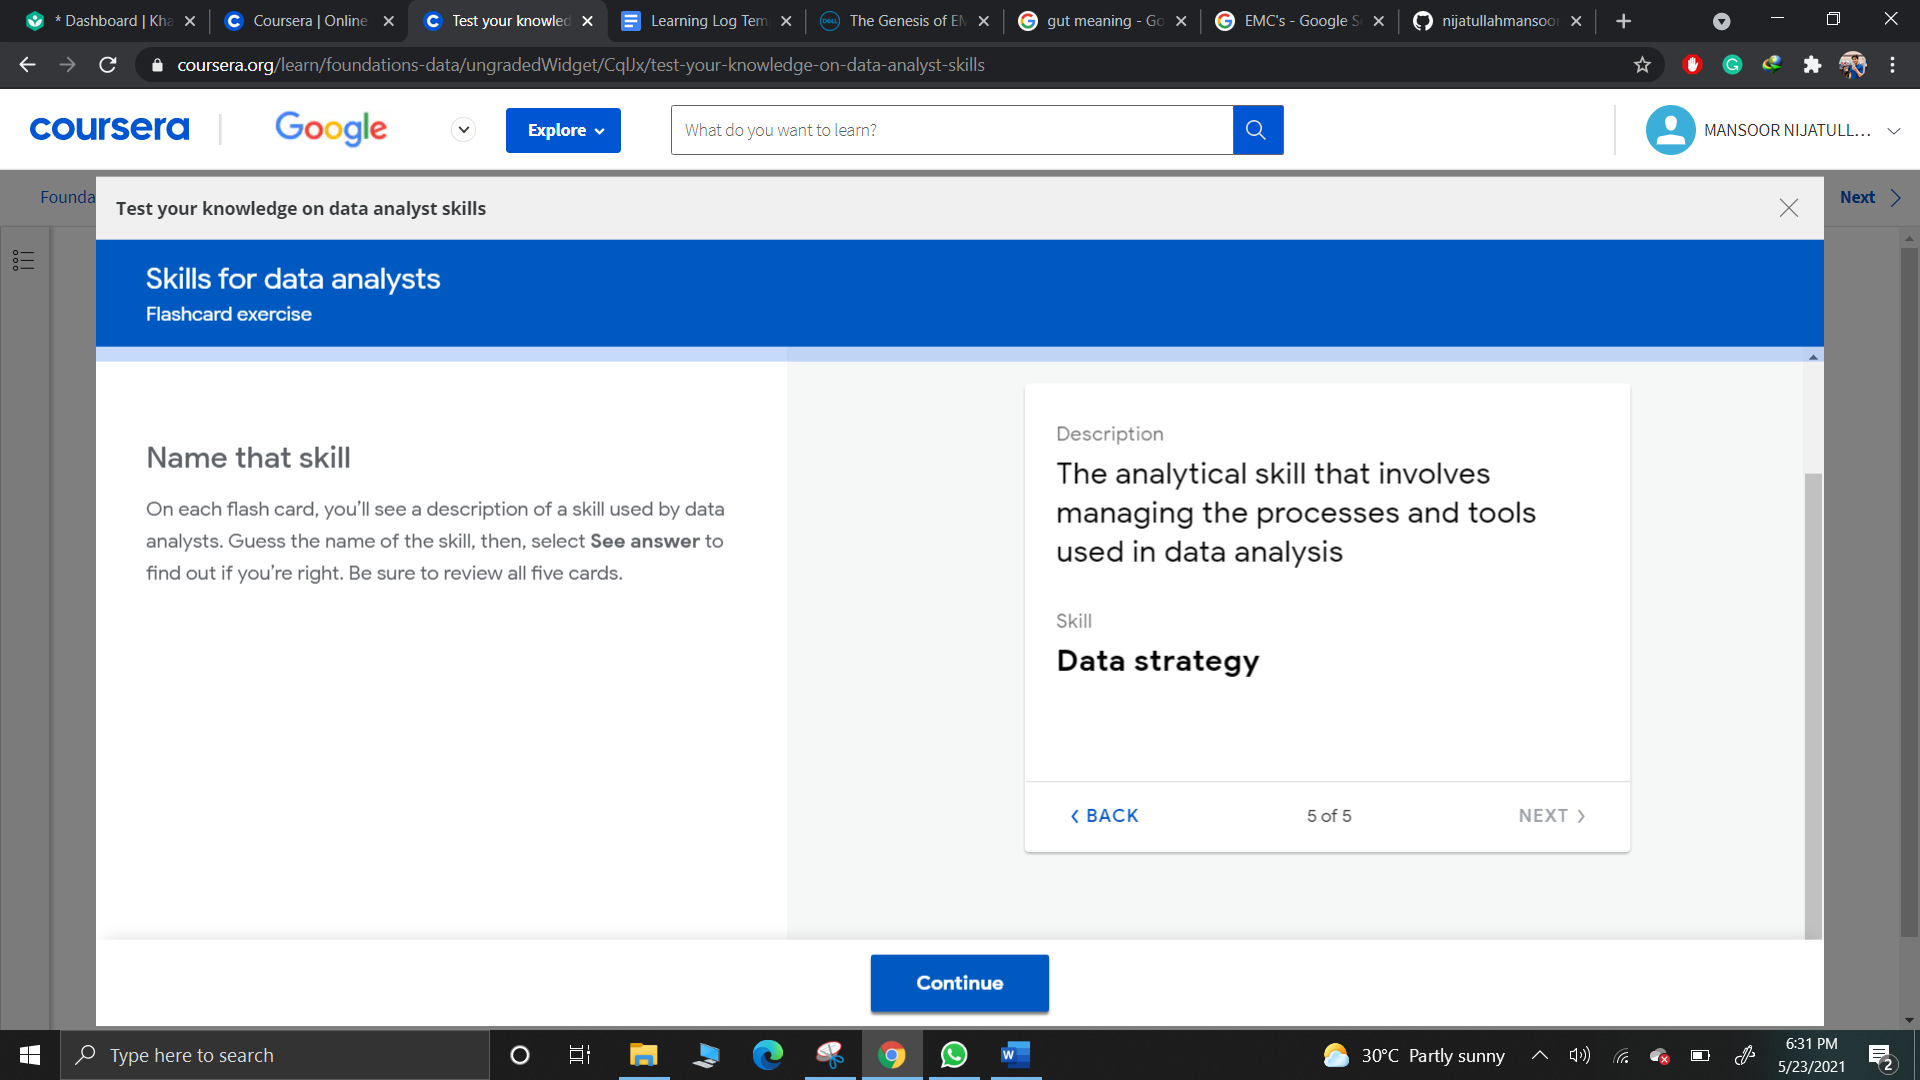 * Dashboard | Kha
Coursera | Online
Test your knowled
Learning Log Tem
The Genesis of EM
gut meaning - Go
EMC's - Google S
nijatullahmansoor
coursera.org/learn/foundations-data/ungradedWidget/CqlJx/test-your-knowledge-on-data-analyst-skills
coursera
Google
Explore
What do you want to learn?
MANSOOR NIJATULL...
Founda
Next
Test your knowledge on data analyst skills
Skills for data analysts
Flashcard exercise
Name that skill
On each flash card, you'll see a description of a skill used by data
analysts. Guess the name of the skill, then, select See answer to
find out if you're right. Be sure to review all five cards.
Description
The analytical skill that involves
managing the processes and tools
used in data analysis
Skill
Data strategy
BACK
5 of 5
NEXT
Continue
Type here to search
30°C Partly sunny
6:31 PM
5/23/2021
2